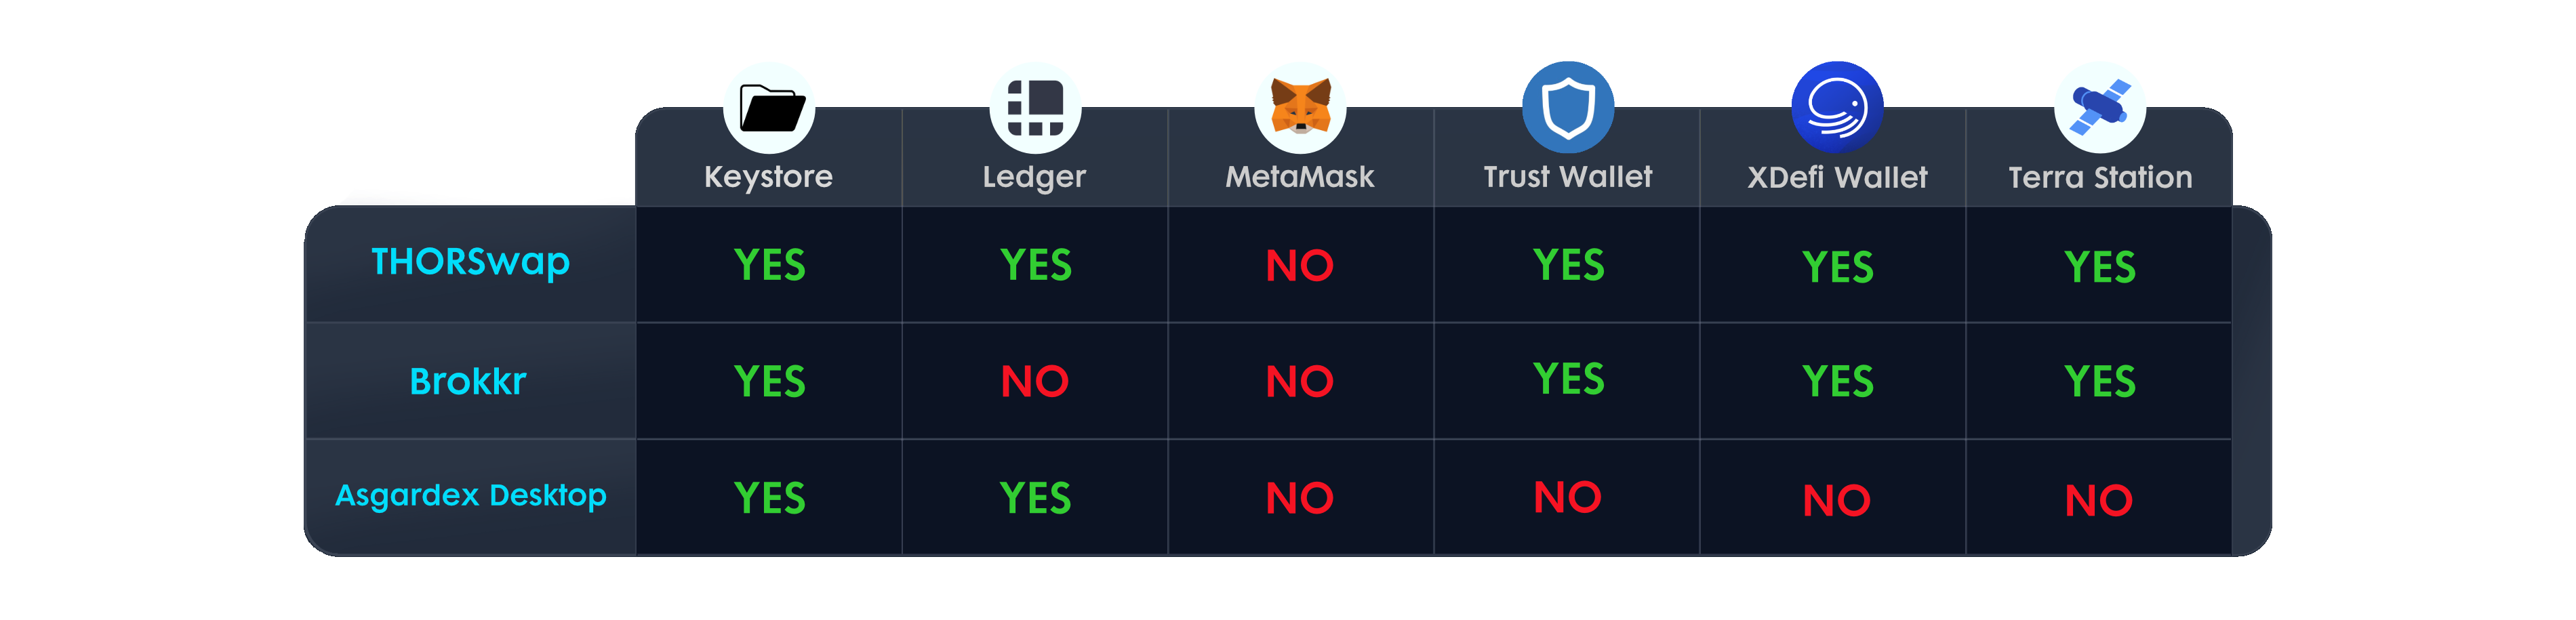 Keystore Ledger MetaMask Trust Wallet XDefi Wallet Terra Station
THORSwap YES YES NO YES YES YES
Brokkr YES NO NO YES YES YES
Asgardex Desktop YES YES NO NO NO NO